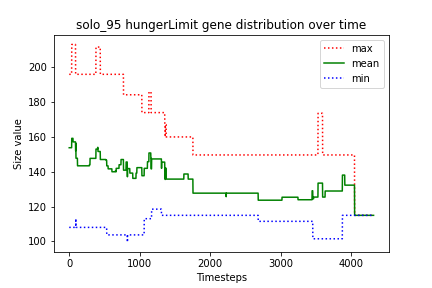 solo_95 hungerLimit gene distribution over time
max
mean
min
Size value
200
180
160
140
120
100
0
1000
2000
3000
4000
Timesteps